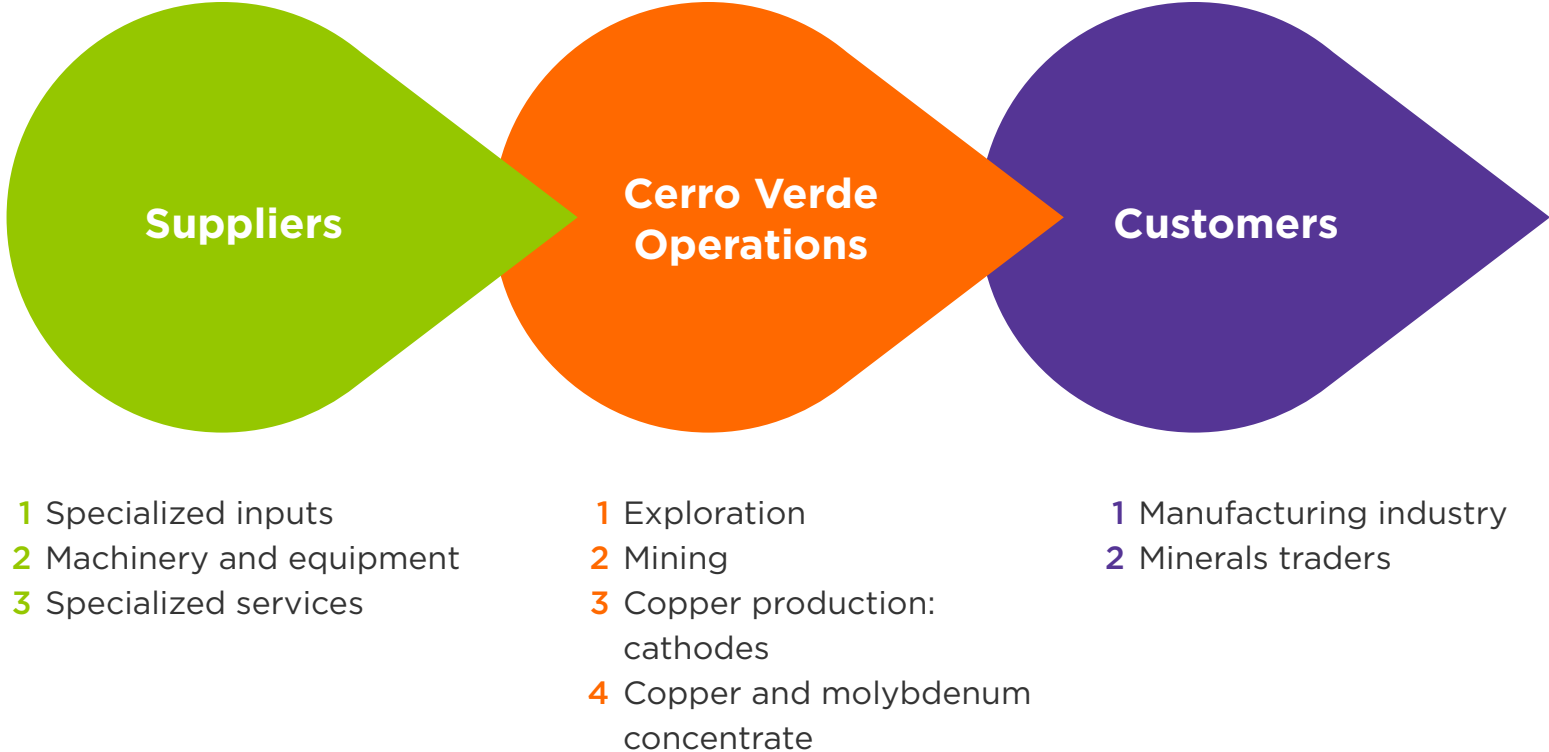 Suppliers
Cerro Verde
Operations
Customers
1 Specialized inputs
2 Machinery and equipment
3 Specialized services
1 Exploration
2 Mining
3 Copper production:
cathodes
4 Copper and molybdenum
concentrate
1 Manufacturing industry
2 Minerals traders